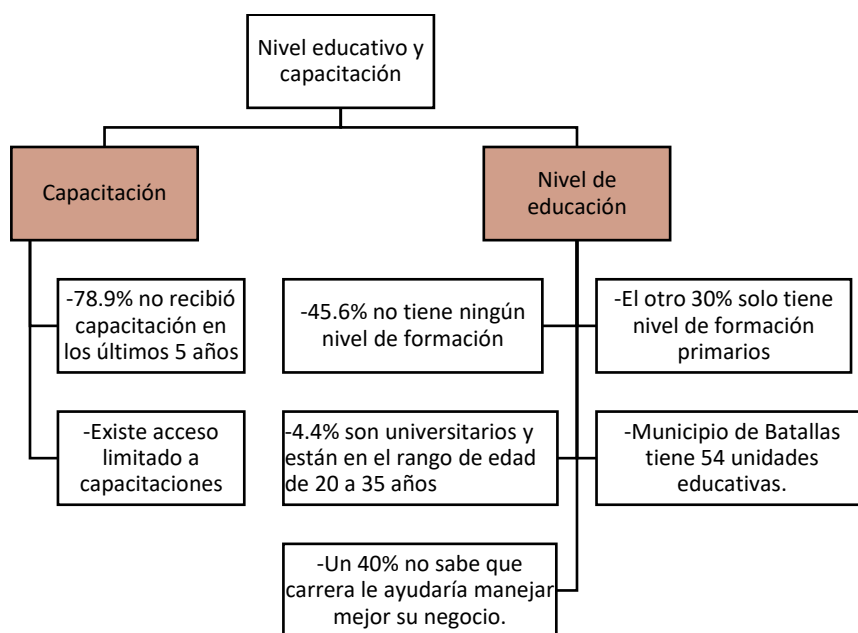 Nivel educativo y
capacitación
Capacitación
Nivel de
educación
-78.9% no recibió
capacitación en
los últimos 5 años
-45.6% no tiene ningún
nivel de formación
-El otro 30% solo tiene
nivel de formación
primarios
-Existe acceso
limitado a
capacitaciones
-4.4% son universitarios y
están en el rango de edad
de 20 a 35 años
-Municipio de Batallas
tiene 54 unidades
educativas.
-Un 40% no sabe que
carrera le ayudaría manejar
mejor su negocio.